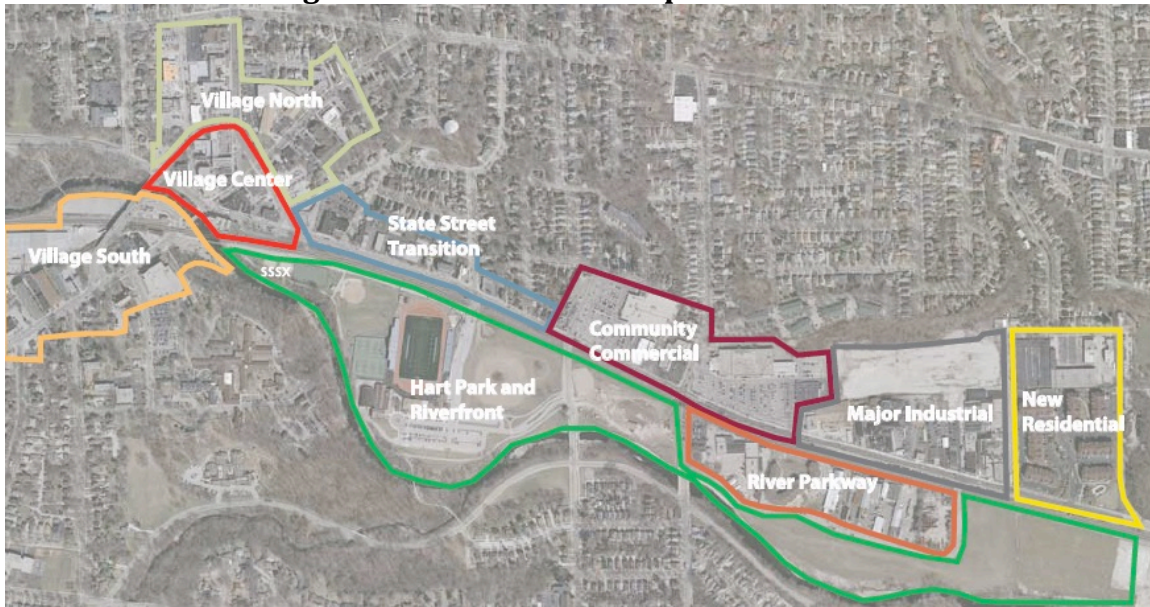 Village North
Village Center
State Street
Transition
Village South
SSSX
Community
Commercial
Hart Park and
Riverfront
New
Residential
Major Industrial
River Parkway